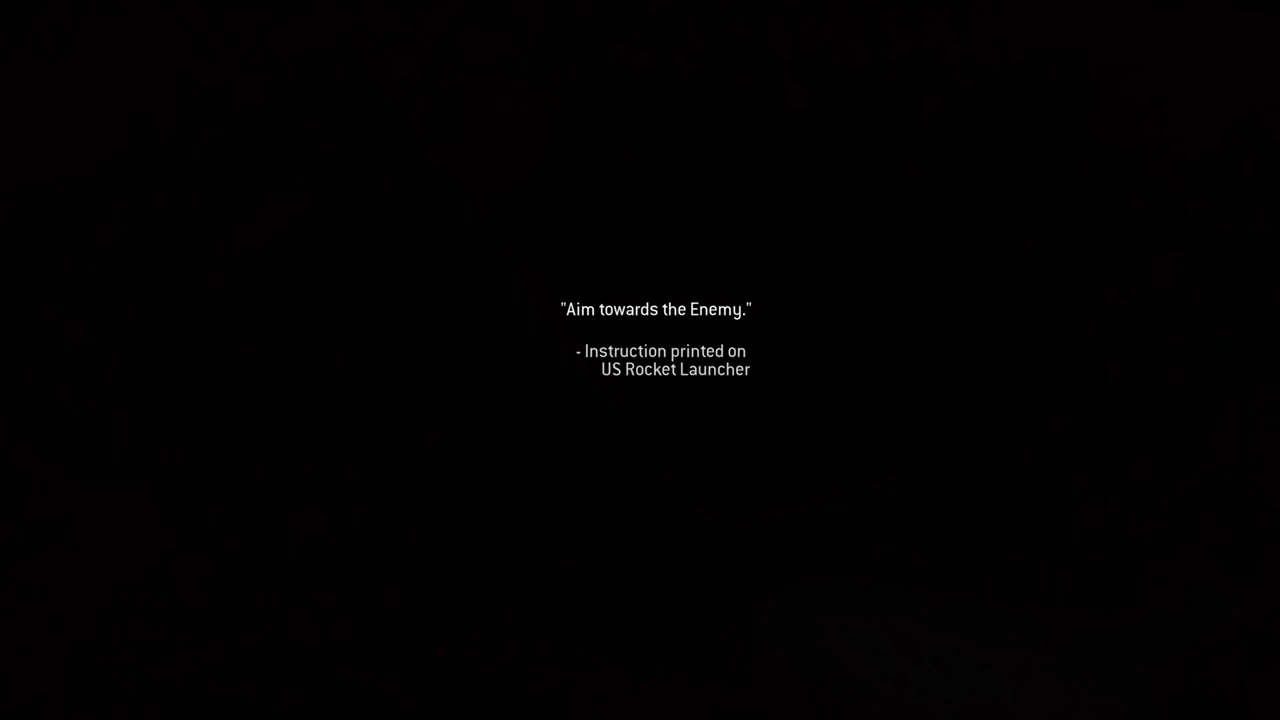 "Aim towards the Enemy."
- Instruction printed on
US Rocket Launcher